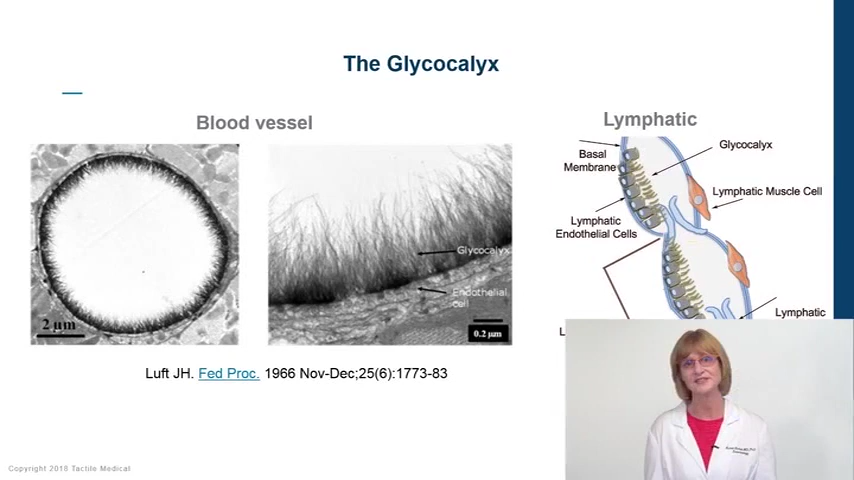 The Glycocalyx
Blood vessel
Lymphatic
Glycocalyx
Basal
Membrane
Lymphatic Muscle Cell
Lymphatic
Endothelial Cells
Glycocalyx
Endothelial
cell
2 µm
0.2 µm
Lymphatic
L
Luft JH. Fed Proc. 1966 Nov-Dec;25(6):1773-83
Copyright 2018 Tactile Medical